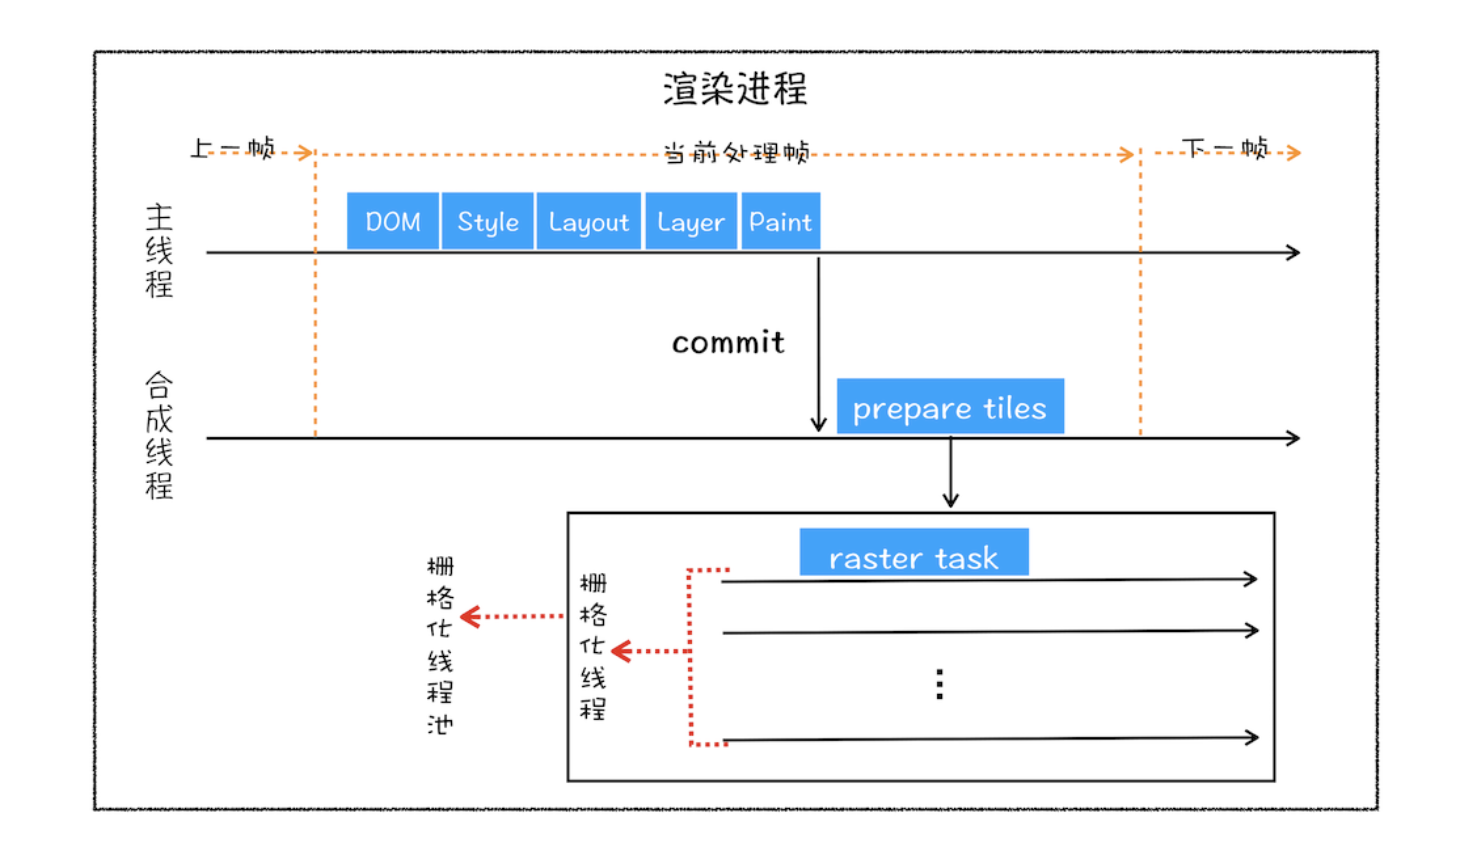 渲染进程
上一帧
当前处理帧
下一帧
主线程
DOM
Style
Layout
Layer
Paint
commit
合成线程
prepare tiles
raster task
栅格化线程池
栅格化线程